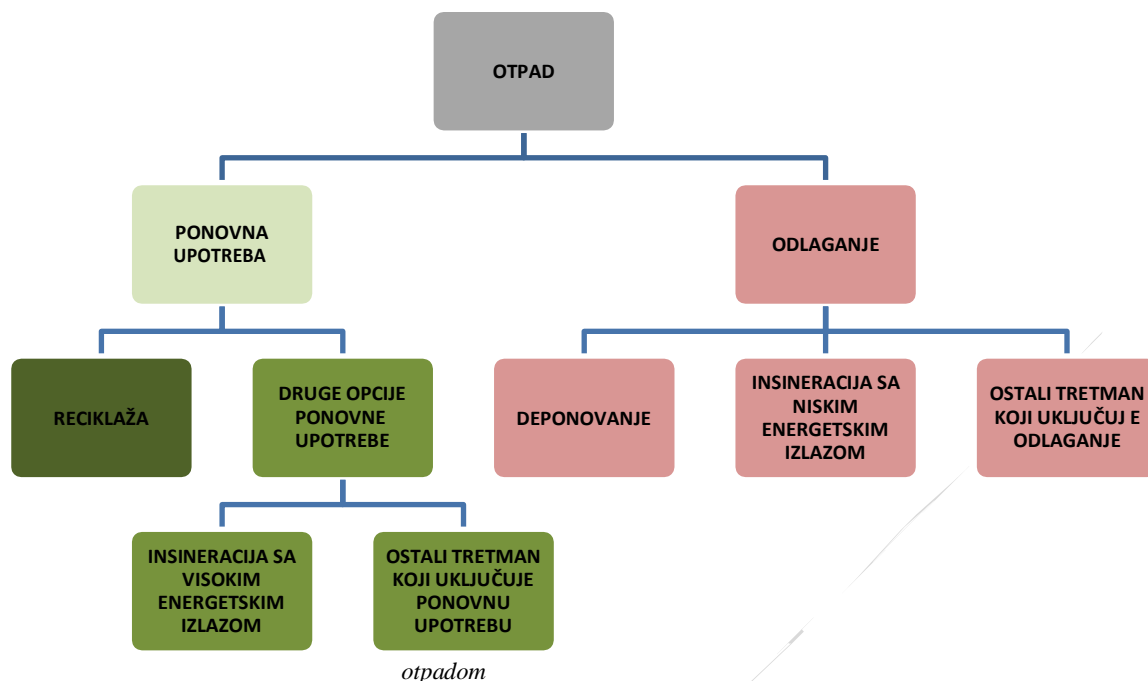 OTPAD
PONOVNA
UPOTREBA
ODLAGANJE
RECIKLAŽA
DRUGE OPCIJE
PONOVNE
UPOTREBE
DEPONOVANJE
INSINERACIJA SA
NISKIM
ENERGETSKIM
IZLAZOM
OSTALI TRETMAN
KOJI UKLJUČUJ E
ODLAGANJE
INSINERACIJA SA
VISOKIM
ENERGETSKIM
IZLAZOM
OSTALI TRETMAN
KOJI UKLJUČUJE
PONOVNU
UPOTREBU
otpadom